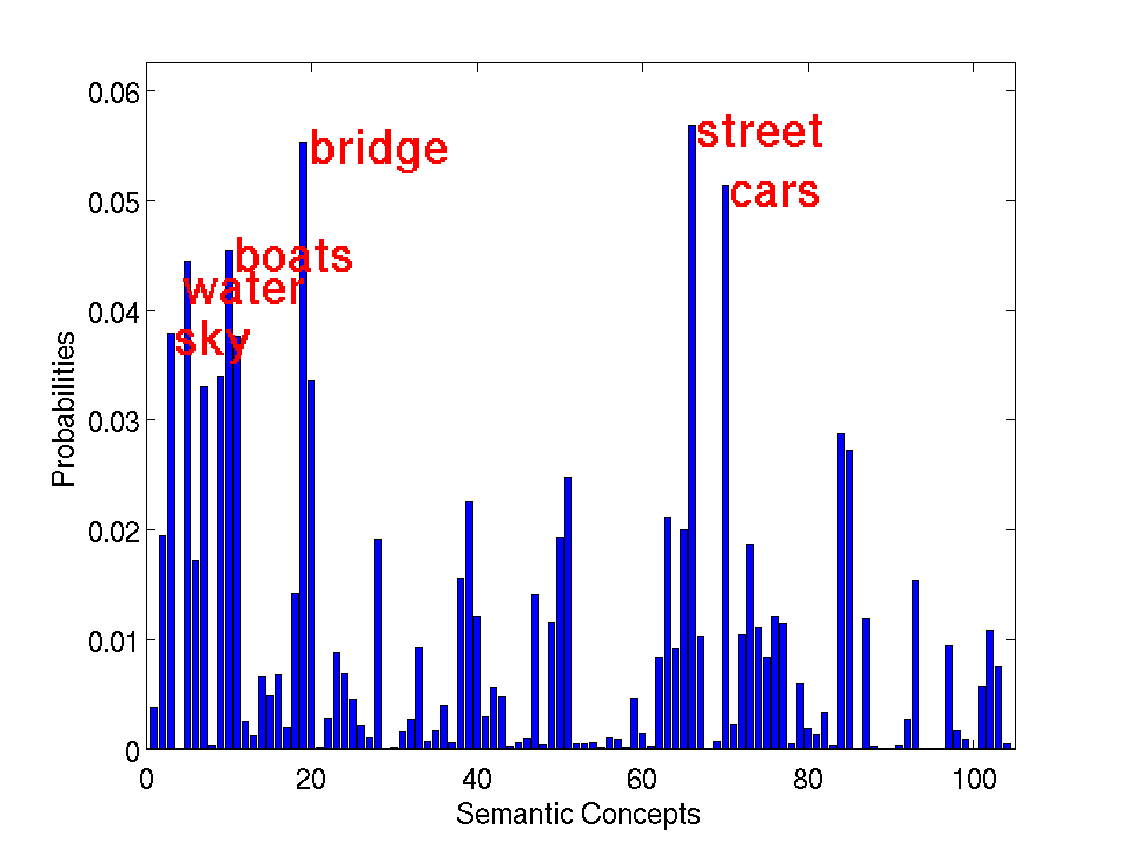 0.06
0.05
0.04
0.03
0.02
0.01
0
Probabilities
street
bridge
cars
boats
water
sky
0 20 40 60 80 100
Semantic Concepts